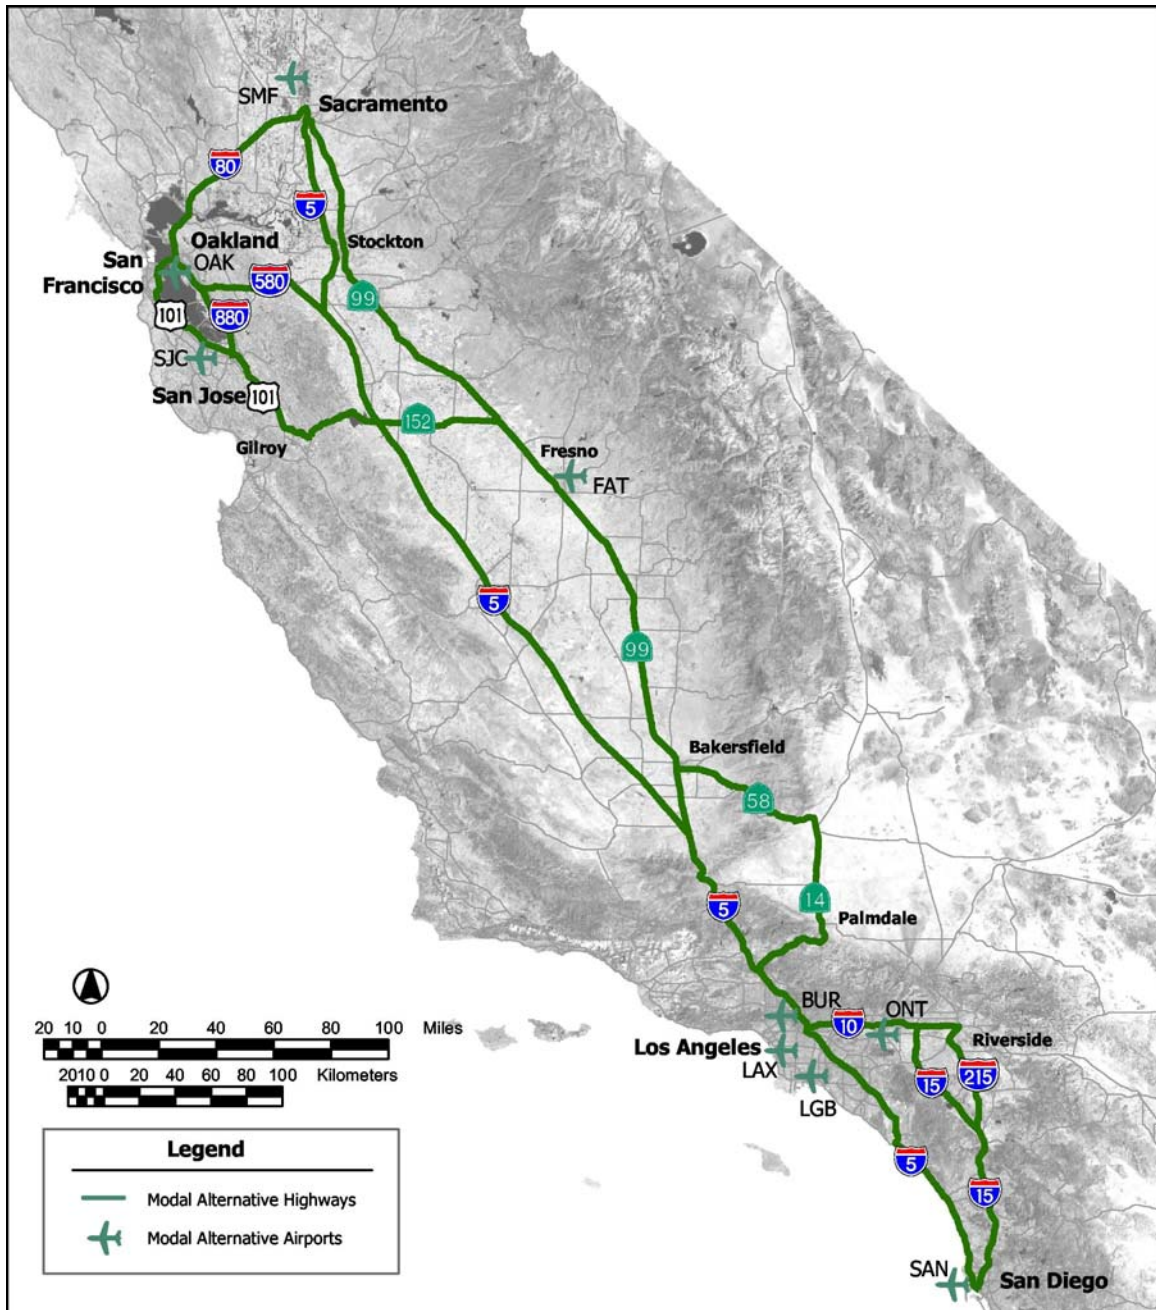 SMF
Sacramento
80
5
Stockton
Oakland
San
OAK
Francisco
580
99
101
880
SJC
San Jose
101
152
Gilroy
Fresno
FAT
5
99
Bakersfield
58
5
14
Palmdale
BUR
ONT
10
Riverside
Los Angeles
LAX
15
215
LGB
5
15
SAN
San Diego
20 10 0 20 40 60 80 100 Miles
2010 0 20 40 60 80 100 Kilometers
Legend
Modal Alternative Highways
Modal Alternative Airports